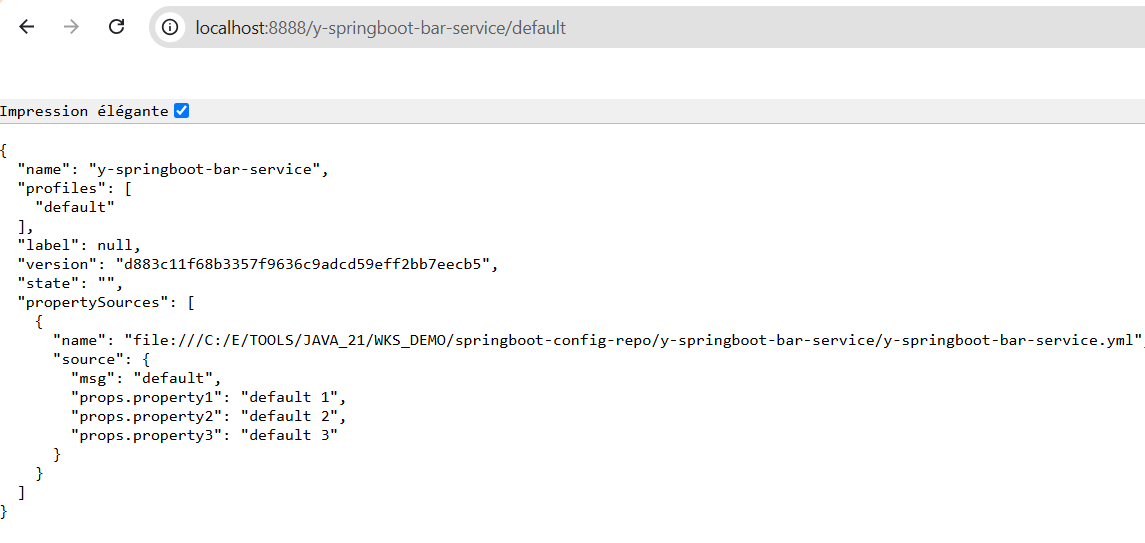 localhost:8888/y-springboot-bar-service/default
Impression élégante
{
  "name": "y-springboot-bar-service",
  "profiles": [
    "default"
  ],
  "label": null,
  "version": "d883c11f68b3357f9636c9adcd59eff2bb7eecb5",
  "state": "",
  "propertySources": [
    {
      "name": "file:///C:/E/TOOLS/JAVA_21/WKS_DEMO/springboot-config-repo/y-springboot-bar-service/y-springboot-bar-service.yml",
      "source": {
        "msg": "default",
        "props.property1": "default 1",
        "props.property2": "default 2",
        "props.property3": "default 3"
      }
    }
  ]
}